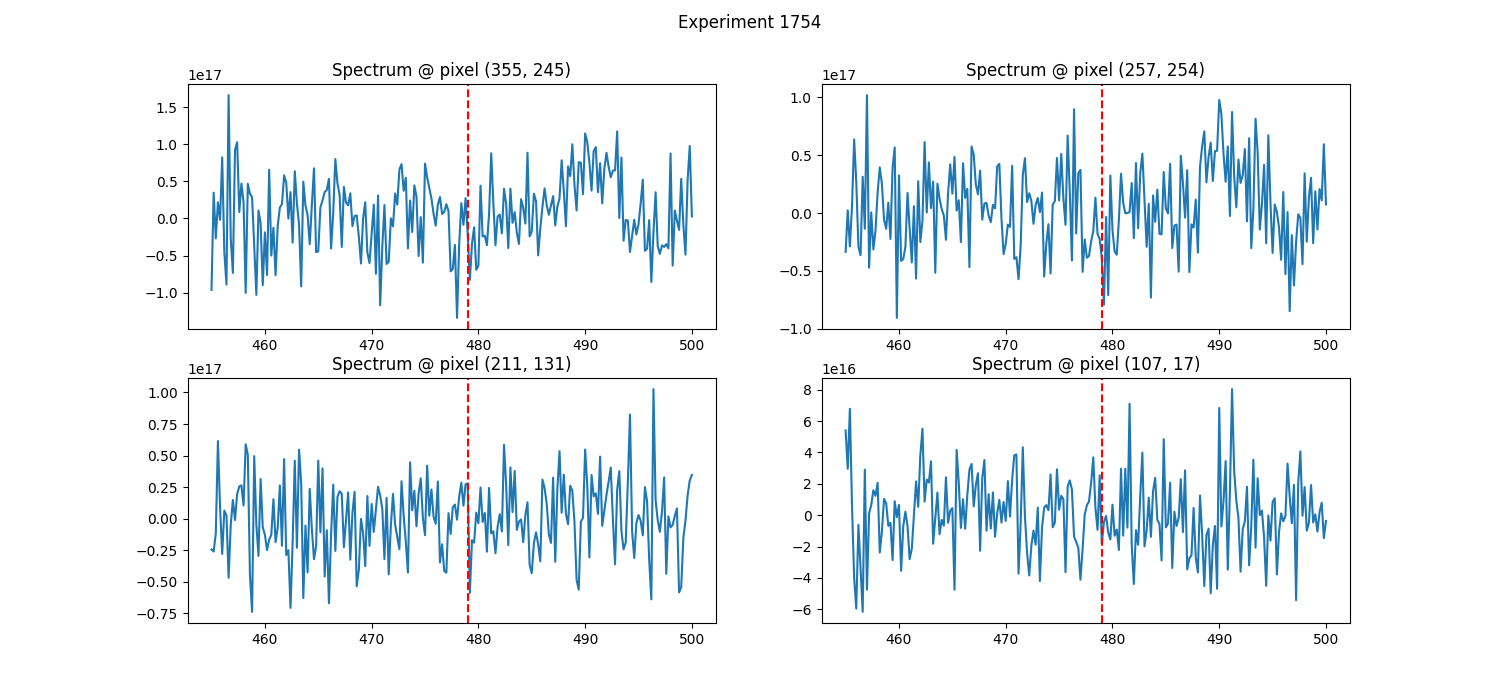 Experiment 1754
1e17
Spectrum @ pixel (355, 245)
1.5
1.0
0.5
0.0
−0.5
−1.0
460 470 480 490 500
1e17
Spectrum @ pixel (257, 254)
1.0
0.5
0.0
−0.5
−1.0
460 470 480 490 500
1e17
Spectrum @ pixel (211, 131)
1.00
0.75
0.50
0.25
0.00
−0.25
−0.50
−0.75
460 470 480 490 500
1e16
Spectrum @ pixel (107, 17)
8
6
4
2
0
−2
−4
−6
460 470 480 490 500